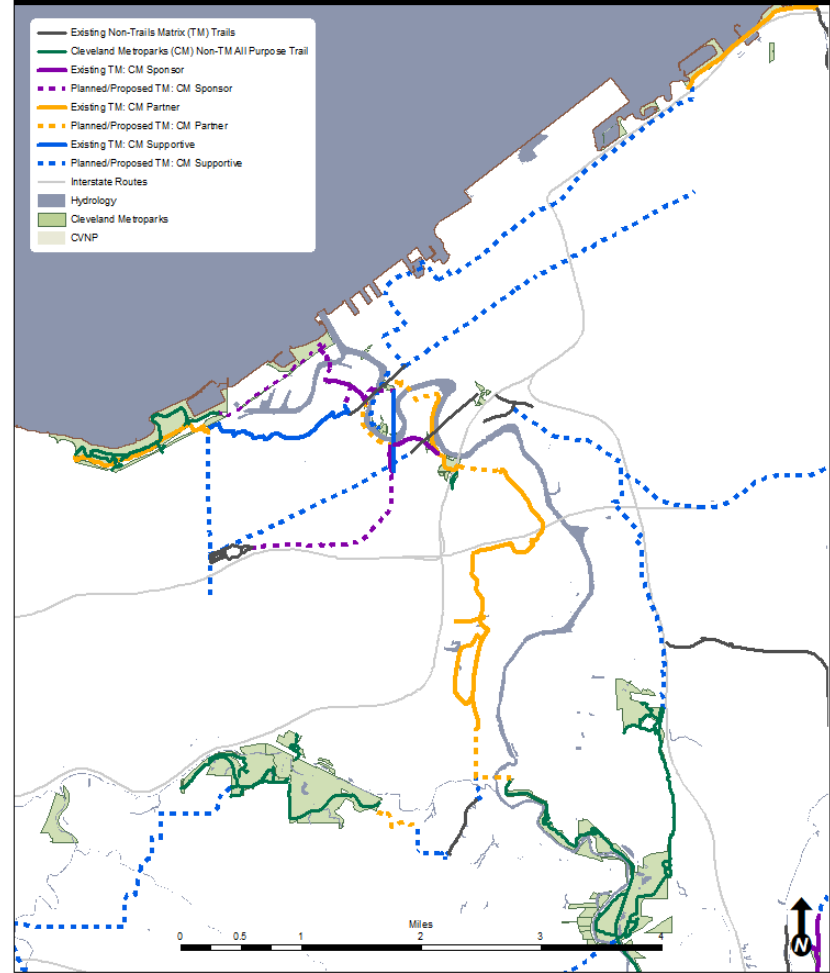 Existing Non-Trails Matrix (TM) Trails
Cleveland Metroparks (CM) Non-TM All Purpose Trail
Existing TM: CM Sponsor
Planned/Proposed TM: CM Sponsor
Existing TM: CM Partner
Planned/Proposed TM: CM Partner
Existing TM: CM Supportive
Planned/Proposed TM: CM Supportive
Interstate Routes
Hydrology
Cleveland Metroparks
CVNP
Miles
0 0.5 1 2 3 4
N